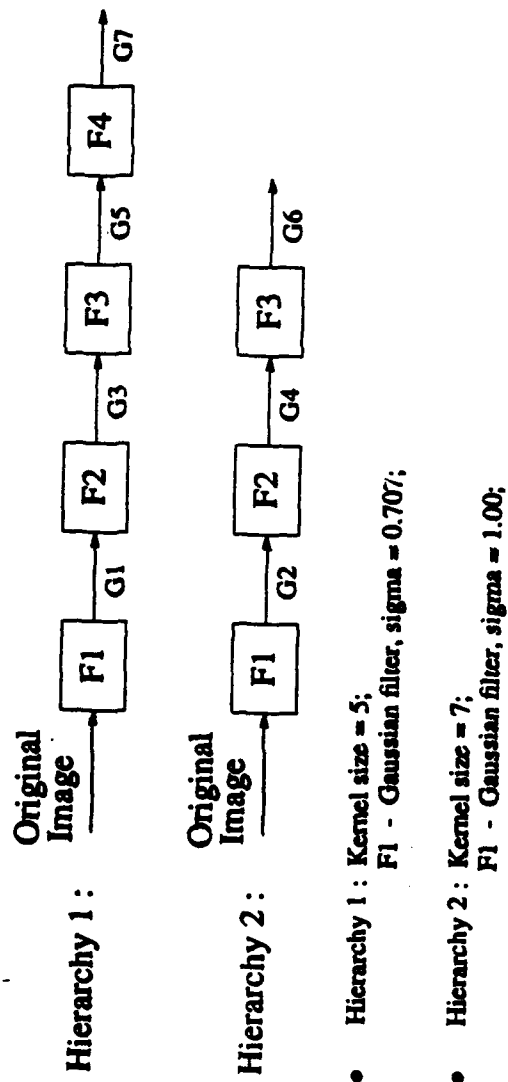 Hierarchy 1 :
Original
Image
F1
G1
F2
G3
F3
G5
F4
G7
Hierarchy 2 :
Original
Image
F1
G2
F2
G4
F3
G6
• Hierarchy 1 : Kernel size = 5;
F1 - Gaussian filter, sigma = 0.707;
• Hierarchy 2 : Kernel size = 7;
F1 - Gaussian filter, sigma = 1.00;